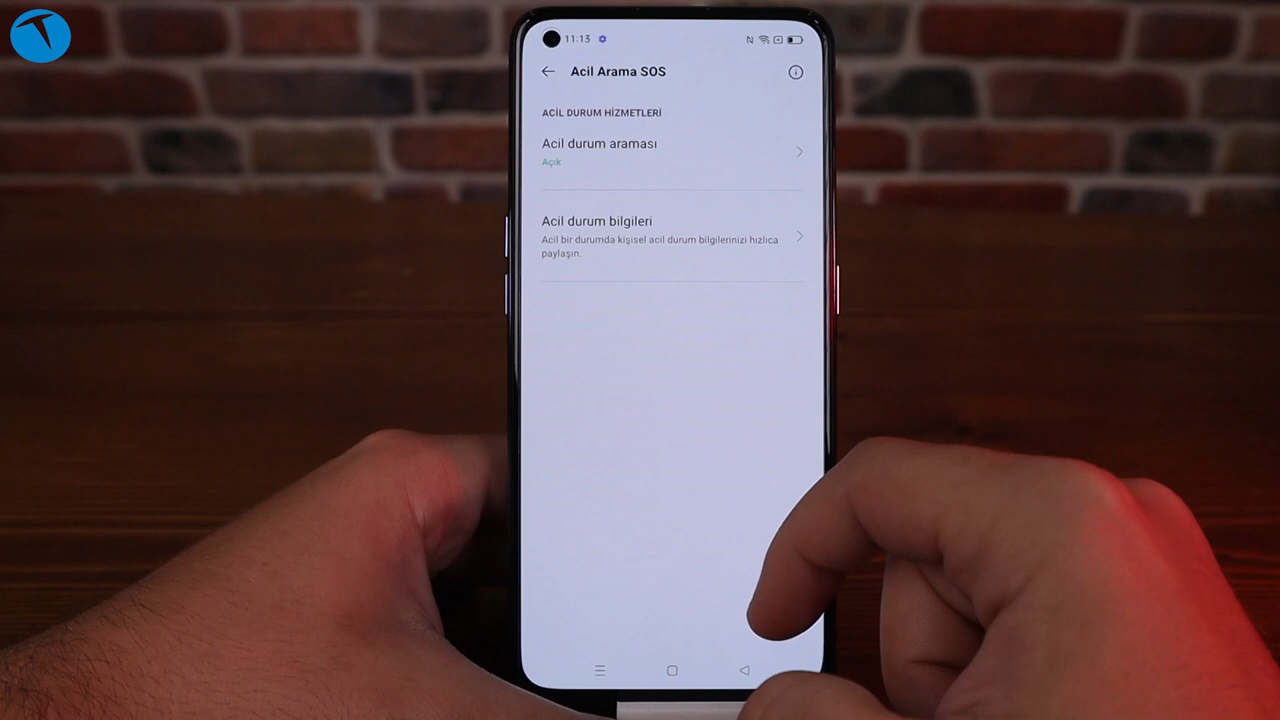 11:13
Acil Arama SOS
ACİL DURUM HİZMETLERİ
Acil durum araması
Açık
Acil durum bilgileri
Acil bir durumda kişisel acil durum bilgilerinizi hızlıca
paylaşın.